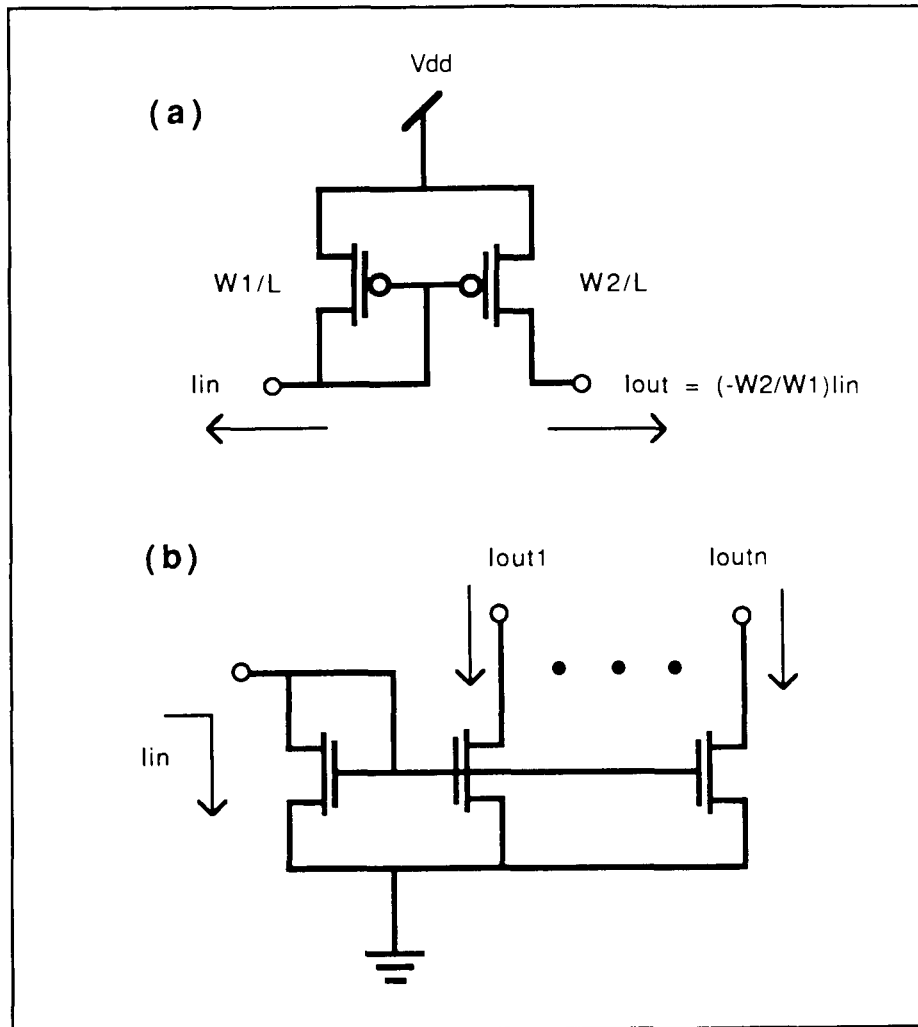 Vdd
(a)
W1/L
W2/L
Iin
Iout = (-W2/W1)Iin
(b)
Iout1
Ioutn
Iin